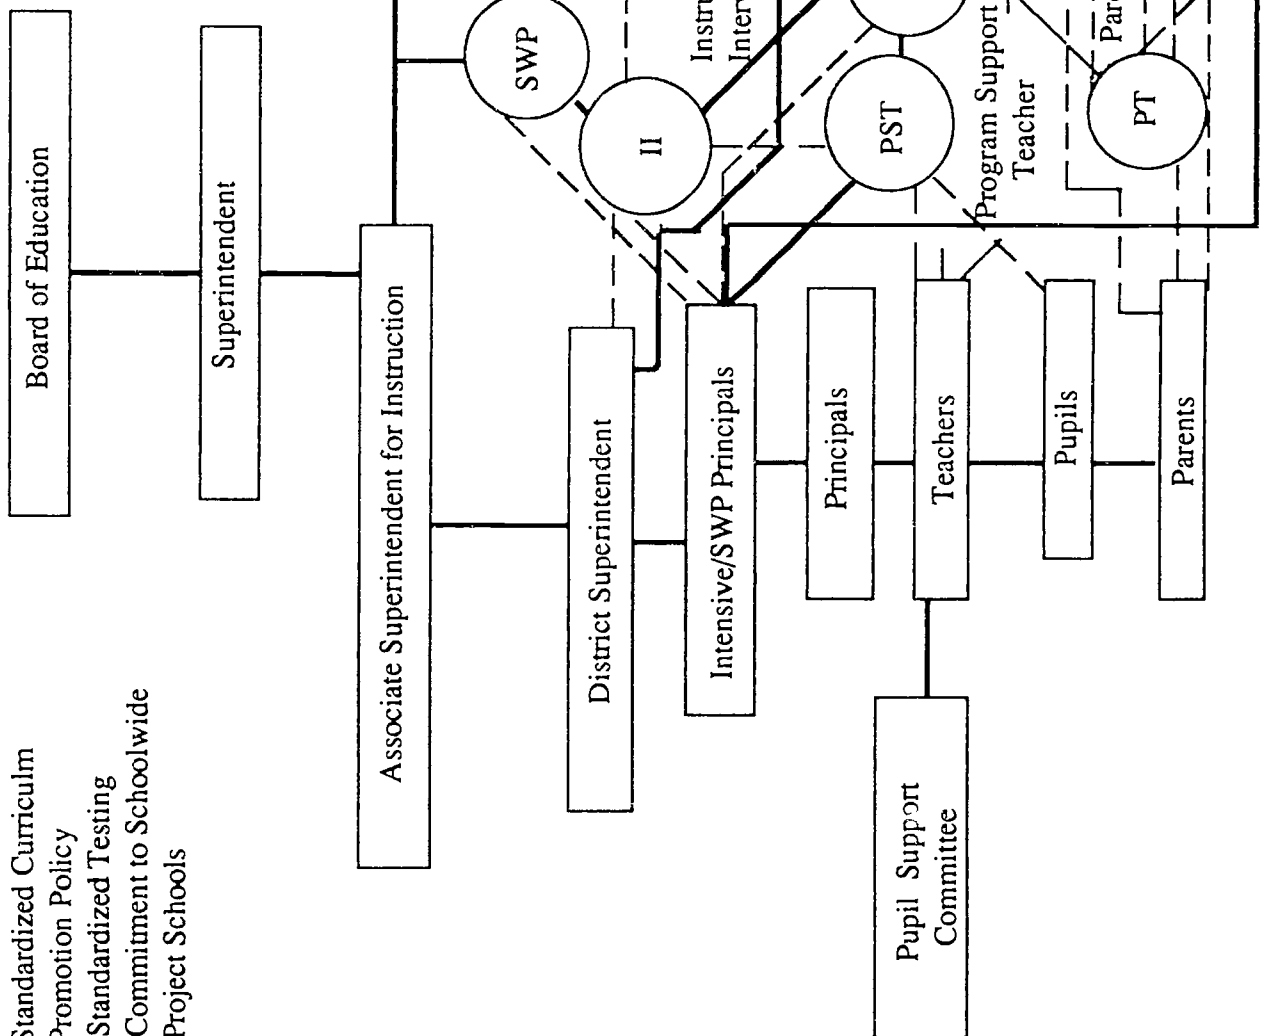 Standardized Curriculm
Promotion Policy
Standardized Testing
Commitment to Schoolwide
Project Schools
Board of Education
Superintendent
Associate Superintendent for Instruction
SWP
II
District Superintendent
Intensive/SWP Principals
Principals
PST
Program Support
Teacher
Teachers
Pupil Support
Committee
Pupils
PT
Parents